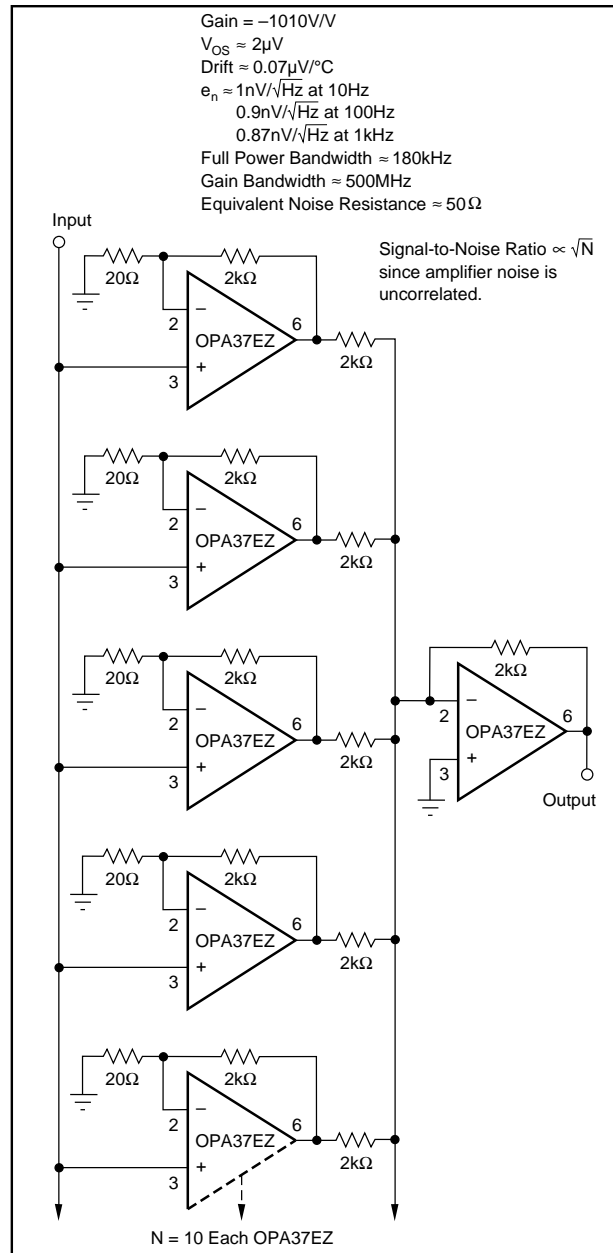 Gain = –1010V/V
V_OS ≈ 2µV
Drift ≈ 0.07µV/°C
e_n ≈ 1nV/√Hz at 10Hz
0.9nV/√Hz at 100Hz
0.87nV/√Hz at 1kHz
Full Power Bandwidth ≈ 180kHz
Gain Bandwidth ≈ 500MHz
Equivalent Noise Resistance ≈ 50Ω
Input
Signal-to-Noise Ratio ∝ √N
since amplifier noise is
uncorrelated.
20Ω
2kΩ
2
–
6
OPA37EZ
3
+
2kΩ
20Ω
2kΩ
2
–
6
OPA37EZ
3
+
2kΩ
20Ω
2kΩ
2
–
6
OPA37EZ
3
+
2kΩ
2kΩ
2
–
6
OPA37EZ
3
+
Output
20Ω
2kΩ
2
–
6
OPA37EZ
3
+
2kΩ
20Ω
2kΩ
2
–
6
OPA37EZ
3
+
2kΩ
N = 10 Each OPA37EZ